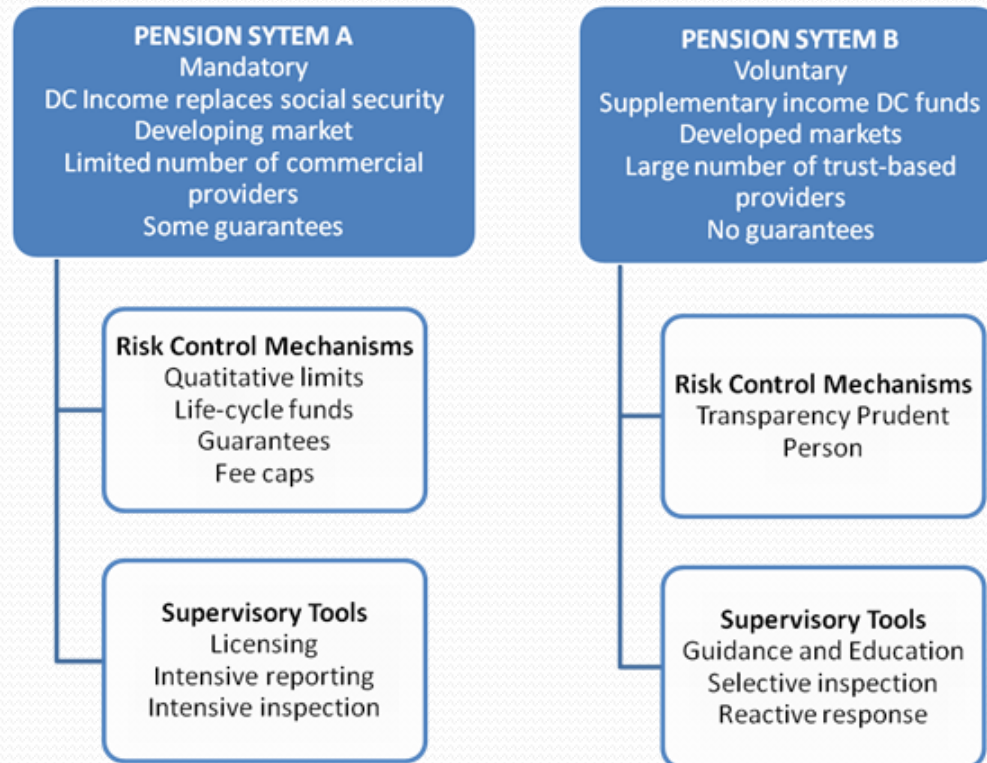 PENSION SYTEM A
Mandatory
DC Income replaces social security
Developing market
Limited number of commercial
providers
Some guarantees
Risk Control Mechanisms
Quatitative limits
Life-cycle funds
Guarantees
Fee caps
Supervisory Tools
Licensing
Intensive reporting
Intensive inspection
PENSION SYTEM B
Voluntary
Supplementary income DC funds
Developed markets
Large number of trust-based
providers
No guarantees
Risk Control Mechanisms
Transparency Prudent
Person
Supervisory Tools
Guidance and Education
Selective inspection
Reactive response